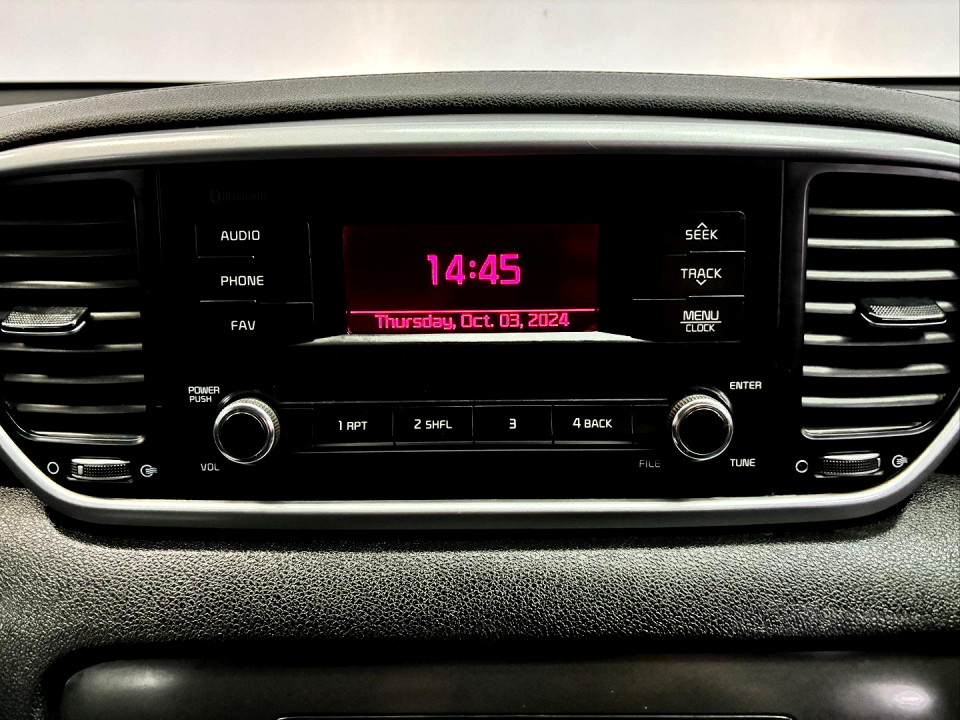 AUDIO
PHONE
FAV
14:45
Thursday, Oct. 03, 2024
SEEK
TRACK
MENU
CLOCK
POWER
PUSH
VOL
1 RPT
2 SHFL
3
4 BACK
FILE
ENTER
TUNE